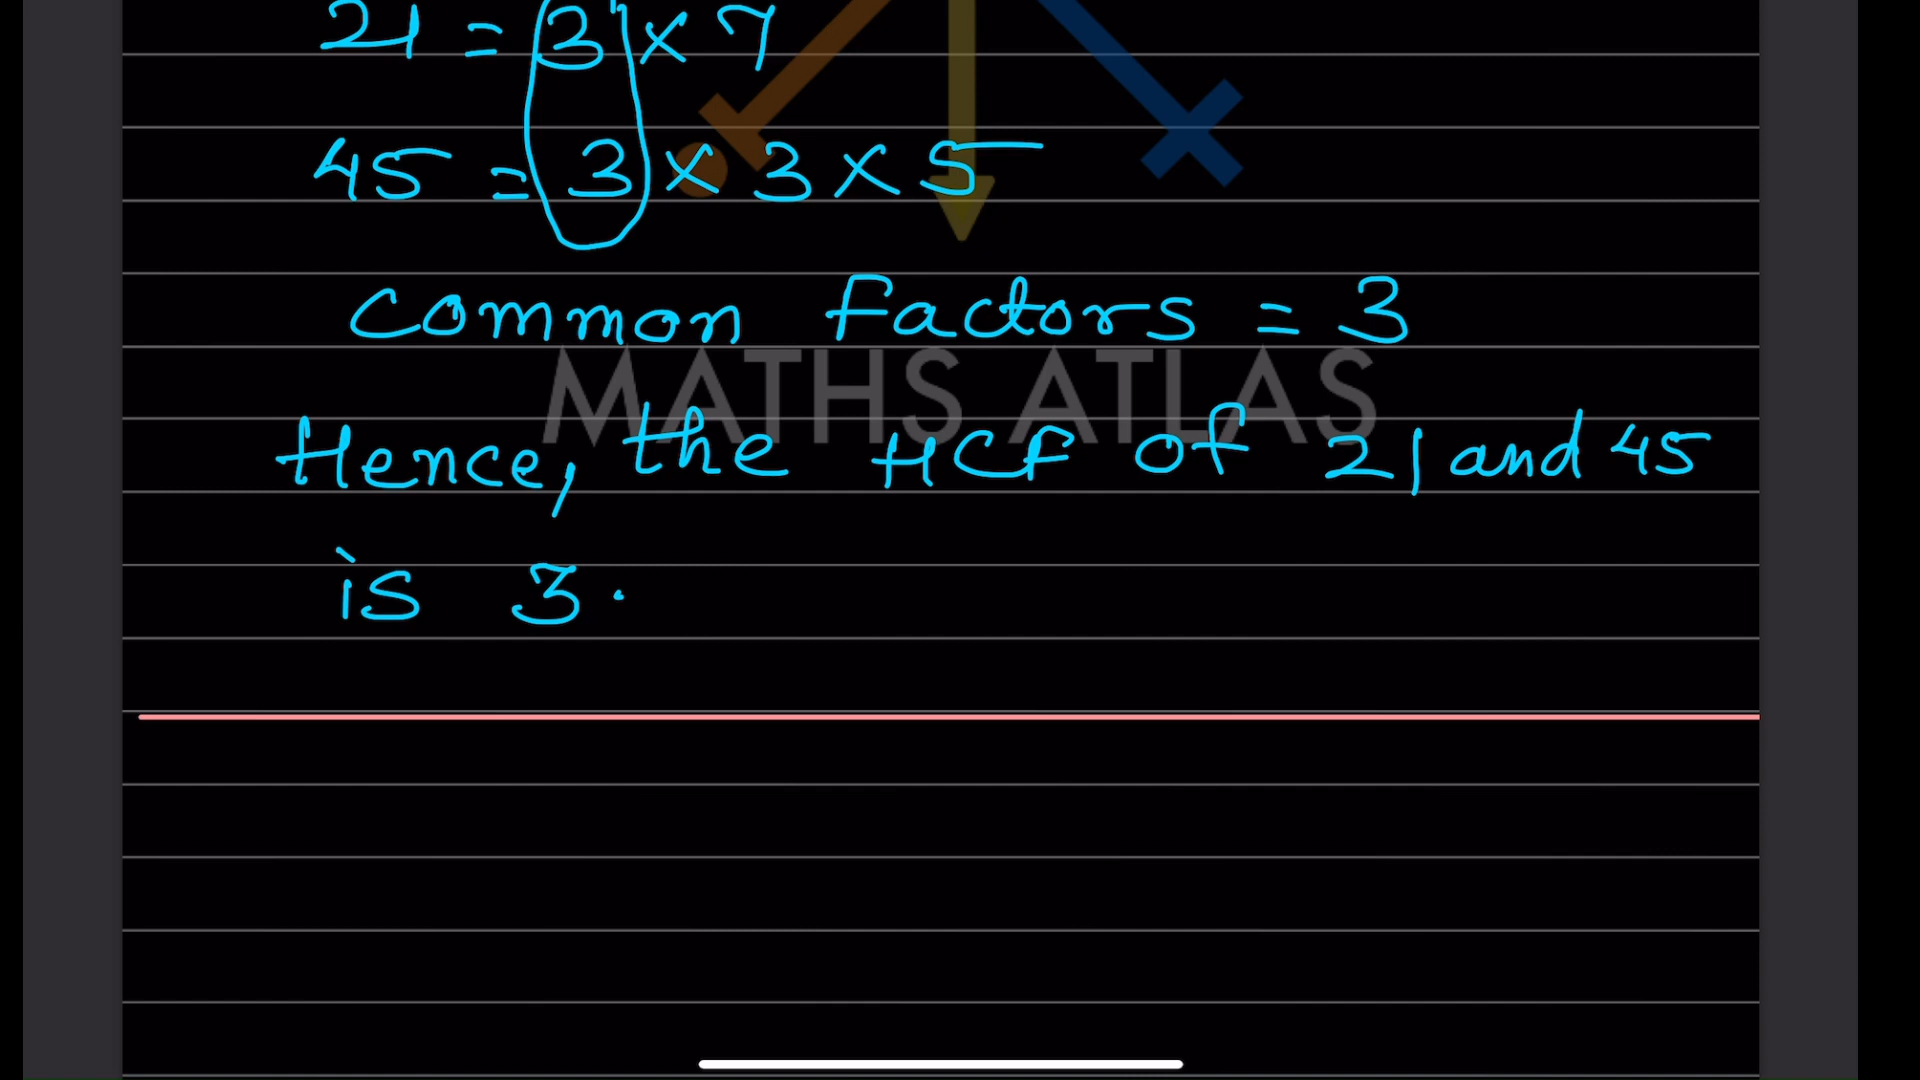 21 = 3 × 7
45 = 3 × 3 × 5
Common factors = 3
MATHS ATLAS
Hence, the HCF of 21 and 45
is 3.